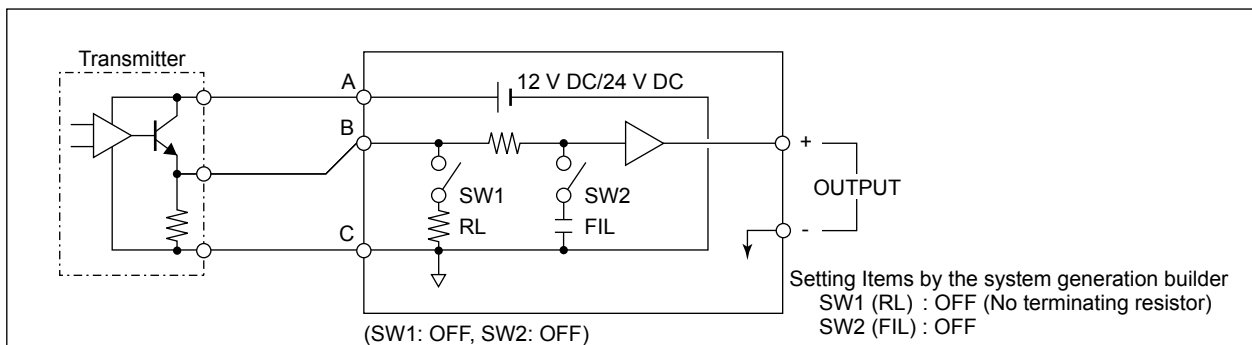 Transmitter
A
12 V DC/24 V DC
B
+
SW1
SW2
OUTPUT
RL
FIL
C
-
Setting Items by the system generation builder
SW1 (RL) : OFF (No terminating resistor)
SW2 (FIL) : OFF
(SW1: OFF, SW2: OFF)